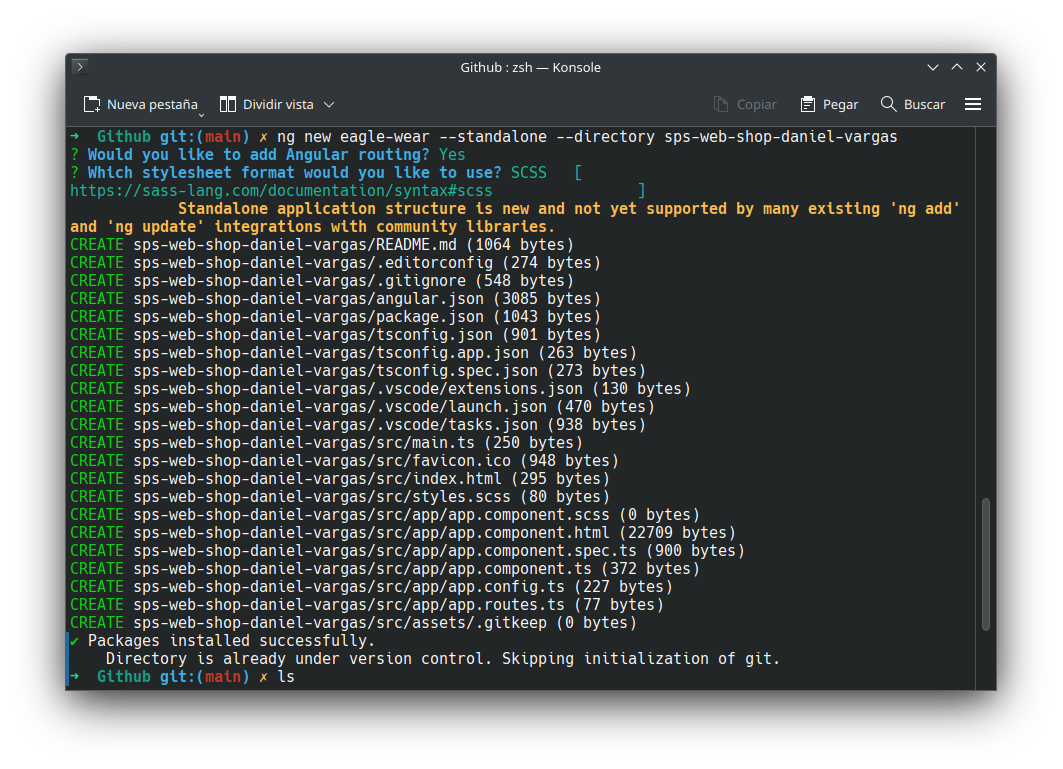 Github : zsh — Konsole
Nueva pestaña Dividir vista Copiar Pegar Buscar
➜  Github git:(main) ✗ ng new eagle-wear --standalone --directory sps-web-shop-daniel-vargas
? Would you like to add Angular routing? Yes
? Which stylesheet format would you like to use? SCSS   [
https://sass-lang.com/documentation/syntax#scss                ]
            Standalone application structure is new and not yet supported by many existing 'ng add'
and 'ng update' integrations with community libraries.
CREATE sps-web-shop-daniel-vargas/README.md (1064 bytes)
CREATE sps-web-shop-daniel-vargas/.editorconfig (274 bytes)
CREATE sps-web-shop-daniel-vargas/.gitignore (548 bytes)
CREATE sps-web-shop-daniel-vargas/angular.json (3085 bytes)
CREATE sps-web-shop-daniel-vargas/package.json (1043 bytes)
CREATE sps-web-shop-daniel-vargas/tsconfig.json (901 bytes)
CREATE sps-web-shop-daniel-vargas/tsconfig.app.json (263 bytes)
CREATE sps-web-shop-daniel-vargas/tsconfig.spec.json (273 bytes)
CREATE sps-web-shop-daniel-vargas/.vscode/extensions.json (130 bytes)
CREATE sps-web-shop-daniel-vargas/.vscode/launch.json (470 bytes)
CREATE sps-web-shop-daniel-vargas/.vscode/tasks.json (938 bytes)
CREATE sps-web-shop-daniel-vargas/src/main.ts (250 bytes)
CREATE sps-web-shop-daniel-vargas/src/favicon.ico (948 bytes)
CREATE sps-web-shop-daniel-vargas/src/index.html (295 bytes)
CREATE sps-web-shop-daniel-vargas/src/styles.scss (80 bytes)
CREATE sps-web-shop-daniel-vargas/src/app/app.component.scss (0 bytes)
CREATE sps-web-shop-daniel-vargas/src/app/app.component.html (22709 bytes)
CREATE sps-web-shop-daniel-vargas/src/app/app.component.spec.ts (900 bytes)
CREATE sps-web-shop-daniel-vargas/src/app/app.component.ts (372 bytes)
CREATE sps-web-shop-daniel-vargas/src/app/app.config.ts (227 bytes)
CREATE sps-web-shop-daniel-vargas/src/app/app.routes.ts (77 bytes)
CREATE sps-web-shop-daniel-vargas/src/assets/.gitkeep (0 bytes)
✔ Packages installed successfully.
    Directory is already under version control. Skipping initialization of git.
➜  Github git:(main) ✗ ls